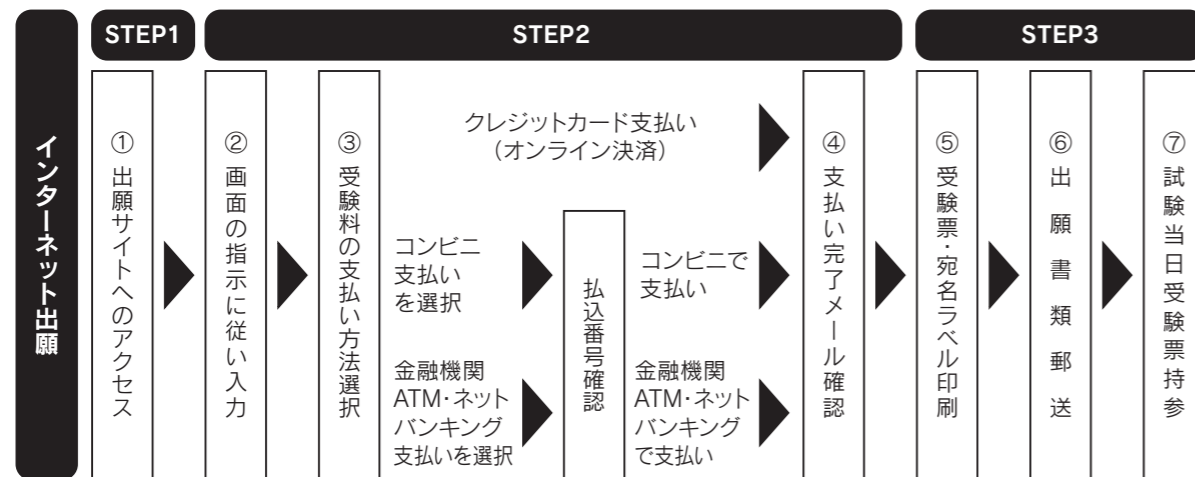 インターネット出願
STEP1
STEP2
STEP3
① 出願サイトへのアクセス
② 画面の指示に従い入力
③ 受験料の支払い方法選択
クレジットカード支払い
(オンライン決済)
コンビニ
支払い
を選択
金融機関
ATM・ネット
バンキング
支払いを選択
払込番号確認
コンビニで
支払い
金融機関
ATM・ネット
バンキング
で支払い
④ 支払い完了メール確認
⑤ 受験票・宛名ラベル印刷
⑥ 出願書類郵送
⑦ 試験当日受験票持参